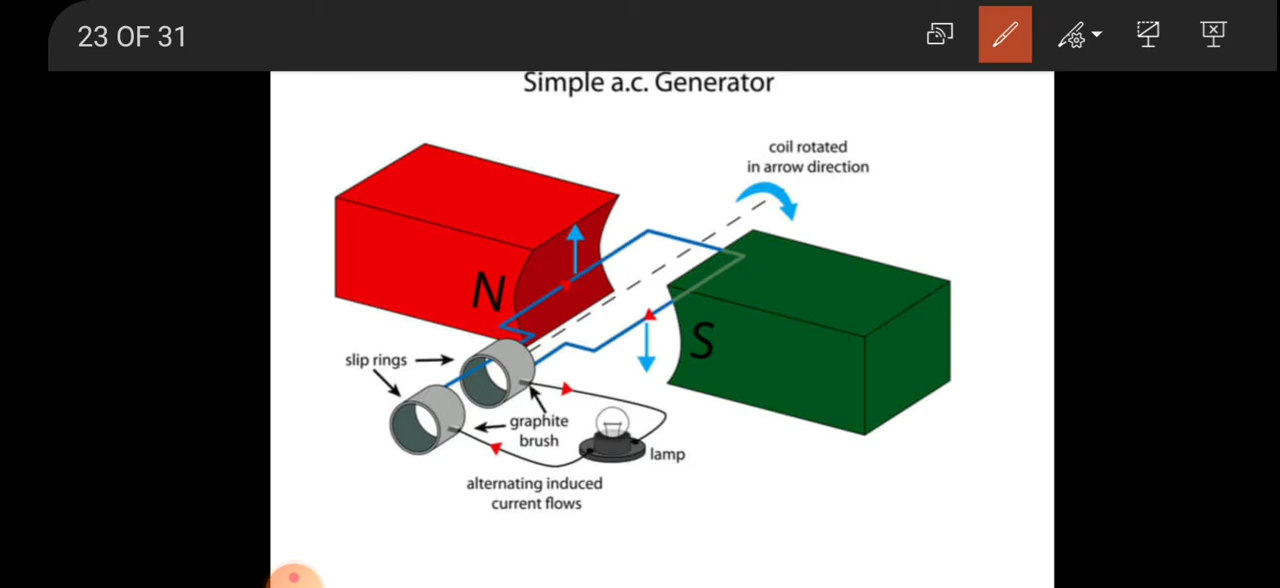 23 OF 31
Simple a.c. Generator
coil rotated
in arrow direction
N
S
slip rings
graphite
brush
lamp
alternating induced
current flows